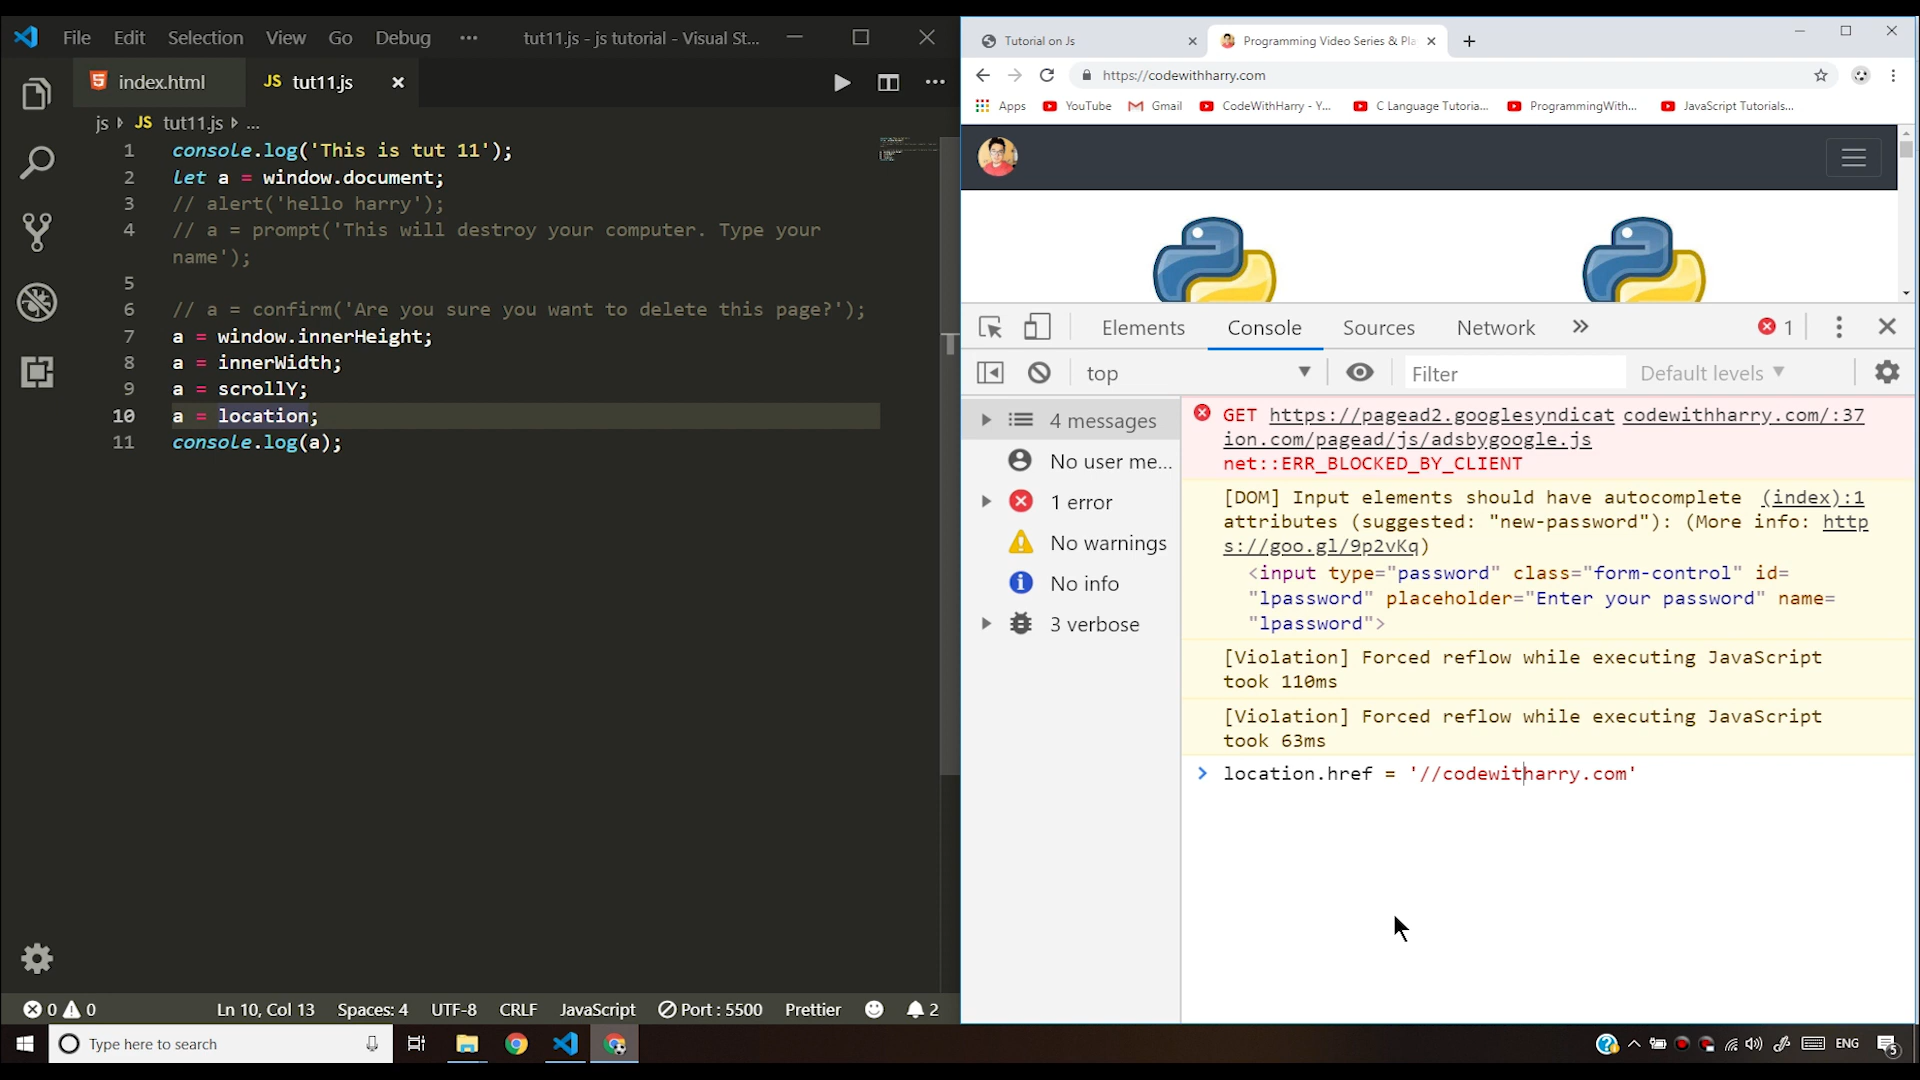 File Edit Selection View Go Debug ··· tut11.js - js tutorial - Visual St...
index.html JS tut11.js
js JS tut11.js ...
1 console.log('This is tut 11');
2 let a = window.document;
3 // alert('hello harry');
4 // a = prompt('This will destroy your computer. Type your
name');
5
6 // a = confirm('Are you sure you want to delete this page?');
7 a = window.innerHeight;
8 a = innerWidth;
9 a = scrollY;
10 a = location;
11 console.log(a);
0 0 Ln 10, Col 13 Spaces: 4 UTF-8 CRLF JavaScript Port : 5500 Prettier 2
Tutorial on Js Programming Video Series & Pla
https://codewithharry.com
Apps YouTube Gmail CodeWithHarry - Y... C Language Tutoria... ProgrammingWith... JavaScript Tutorials...
Elements Console Sources Network 1
top Filter Default levels
4 messages
No user me...
1 error
No warnings
No info
3 verbose
GET https://pagead2.googlesyndicat codewithharry.com/:37
ion.com/pagead/js/adsbygoogle.js
net::ERR_BLOCKED_BY_CLIENT
[DOM] Input elements should have autocomplete (index):1
attributes (suggested: "new-password"): (More info: http
s://goo.gl/9p2vKq)
<input type="password" class="form-control" id=
"lpassword" placeholder="Enter your password" name=
"lpassword">
[Violation] Forced reflow while executing JavaScript
took 110ms
[Violation] Forced reflow while executing JavaScript
took 63ms
> location.href = '//codewitharry.com'
Type here to search ENG 5